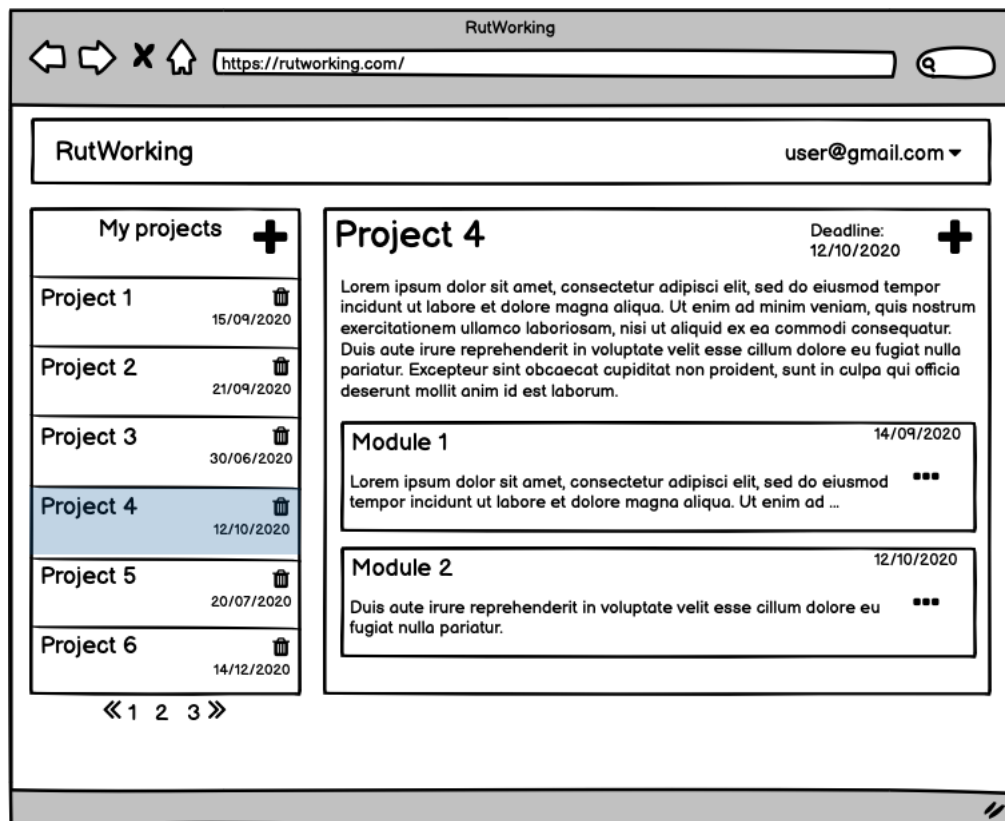 RutWorking
https://rutworking.com/
RutWorking
user@gmail.com
My projects
Project 1
15/09/2020
Project 2
21/09/2020
Project 3
30/06/2020
Project 4
12/10/2020
Project 5
20/07/2020
Project 6
14/12/2020
« 1 2 3 »
Project 4
Deadline:
12/10/2020
Lorem ipsum dolor sit amet, consectetur adipisci elit, sed do eiusmod tempor
incidunt ut labore et dolore magna aliqua. Ut enim ad minim veniam, quis nostrum
exercitationem ullamco laboriosam, nisi ut aliquid ex ea commodi consequatur.
Duis aute irure reprehenderit in voluptate velit esse cillum dolore eu fugiat nulla
pariatur. Excepteur sint obcaecat cupiditat non proident, sunt in culpa qui officia
deserunt mollit anim id est laborum.
Module 1
14/09/2020
Lorem ipsum dolor sit amet, consectetur adipisci elit, sed do eiusmod
tempor incidunt ut labore et dolore magna aliqua. Ut enim ad ...
Module 2
12/10/2020
Duis aute irure reprehenderit in voluptate velit esse cillum dolore eu
fugiat nulla pariatur.